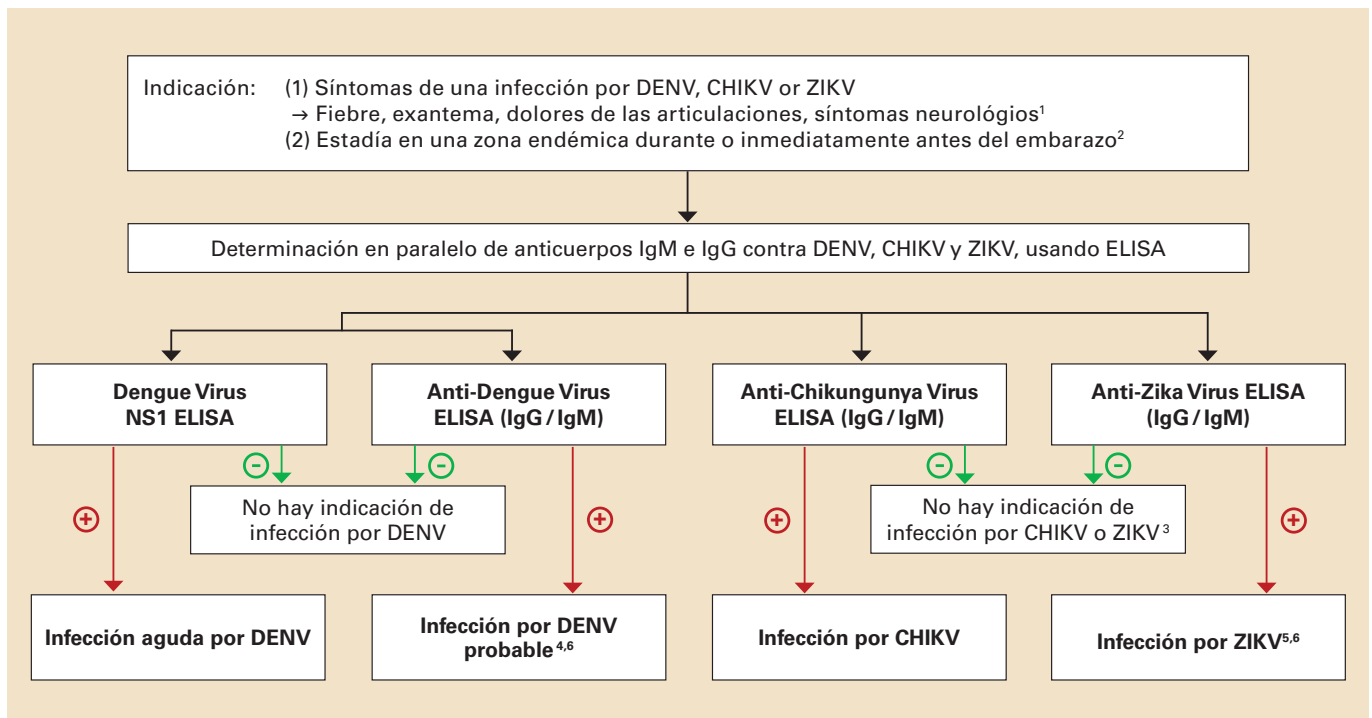 Indicación: (1) Síntomas de una infección por DENV, CHIKV or ZIKV
→ Fiebre, exantema, dolores de las articulaciones, síntomas neurológios¹
(2) Estadía en una zona endémica durante o inmediatamente antes del embarazo²
Determinación en paralelo de anticuerpos IgM e IgG contra DENV, CHIKV y ZIKV, usando ELISA
Dengue Virus
NS1 ELISA
Anti-Dengue Virus
ELISA (IgG / IgM)
Anti-Chikungunya Virus
ELISA (IgG / IgM)
Anti-Zika Virus ELISA
(IgG / IgM)
No hay indicación de
infección por DENV
No hay indicación de
infección por CHIKV o ZIKV³
Infección aguda por DENV
Infección por DENV
probable⁴,⁶
Infección por CHIKV
Infección por ZIKV⁵,⁶